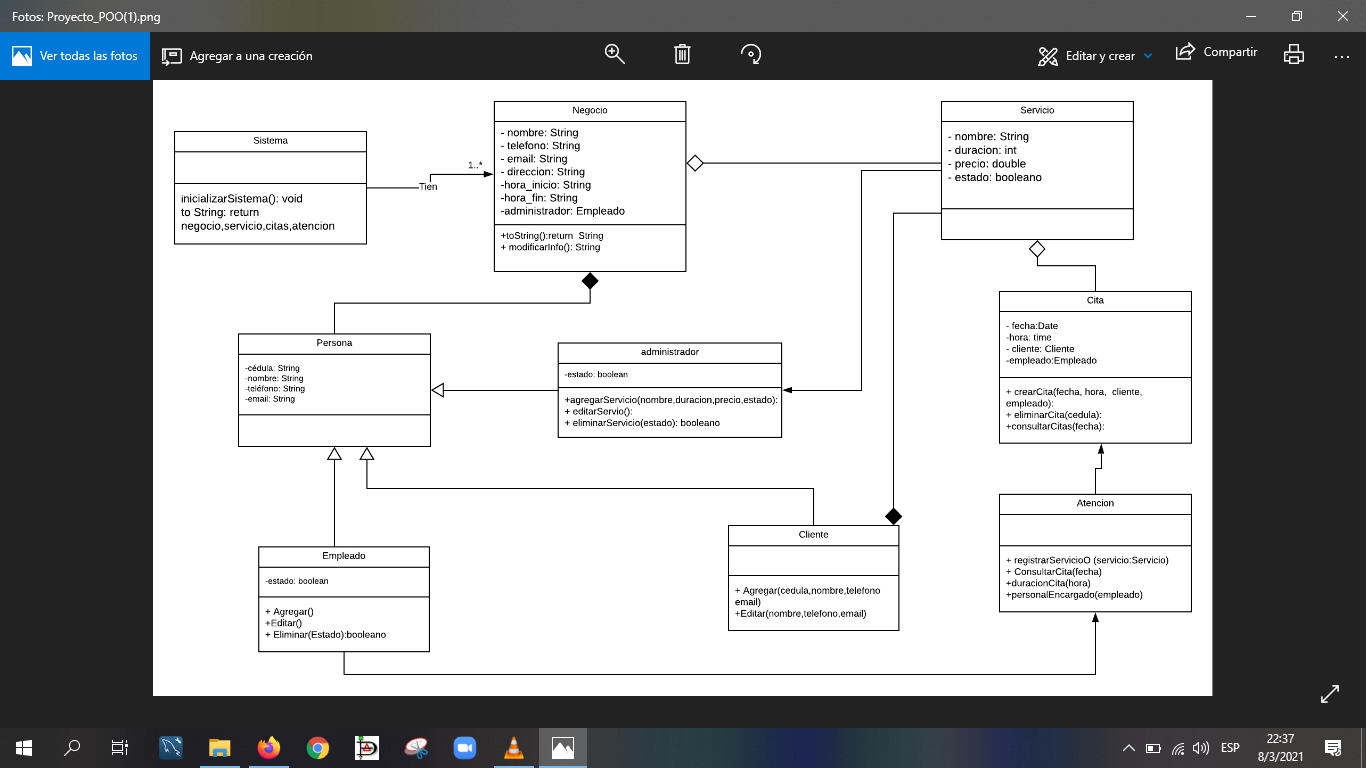 Fotos: Proyecto_POO(1).png
Ver todas las fotos
Agregar a una creación
Editar y crear
Compartir
Sistema
inicializarSistema(): void
to String: return
negocio,servicio,citas,atencion
Tien
1..*
Negocio
- nombre: String
- telefono: String
- email: String
- direccion: String
-hora_inicio: String
-hora_fin: String
-administrador: Empleado
+toString():return String
+ modificarInfo(): String
Servicio
- nombre: String
- duracion: int
- precio: double
- estado: booleano
Persona
-cédula: String
-nombre: String
-teléfono: String
-email: String
administrador
-estado: boolean
+agregarServicio(nombre,duracion,precio,estado):
+ editarServio():
+ eliminarServicio(estado): booleano
Cita
- fecha:Date
-hora: time
- cliente: Cliente
-empleado:Empleado
+ crearCita(fecha, hora, cliente,
empleado):
+ eliminarCita(cedula):
+consultarCitas(fecha):
Empleado
-estado: boolean
+ Agregar()
+Editar()
+ Eliminar(Estado):booleano
Cliente
+ Agregar(cedula,nombre,telefono
email)
+Editar(nombre,telefono,email)
Atencion
+ registrarServicioO (servicio:Servicio)
+ ConsultarCita(fecha)
+duracionCita(hora)
+personalEncargado(empleado)
ESP
22:37
8/3/2021